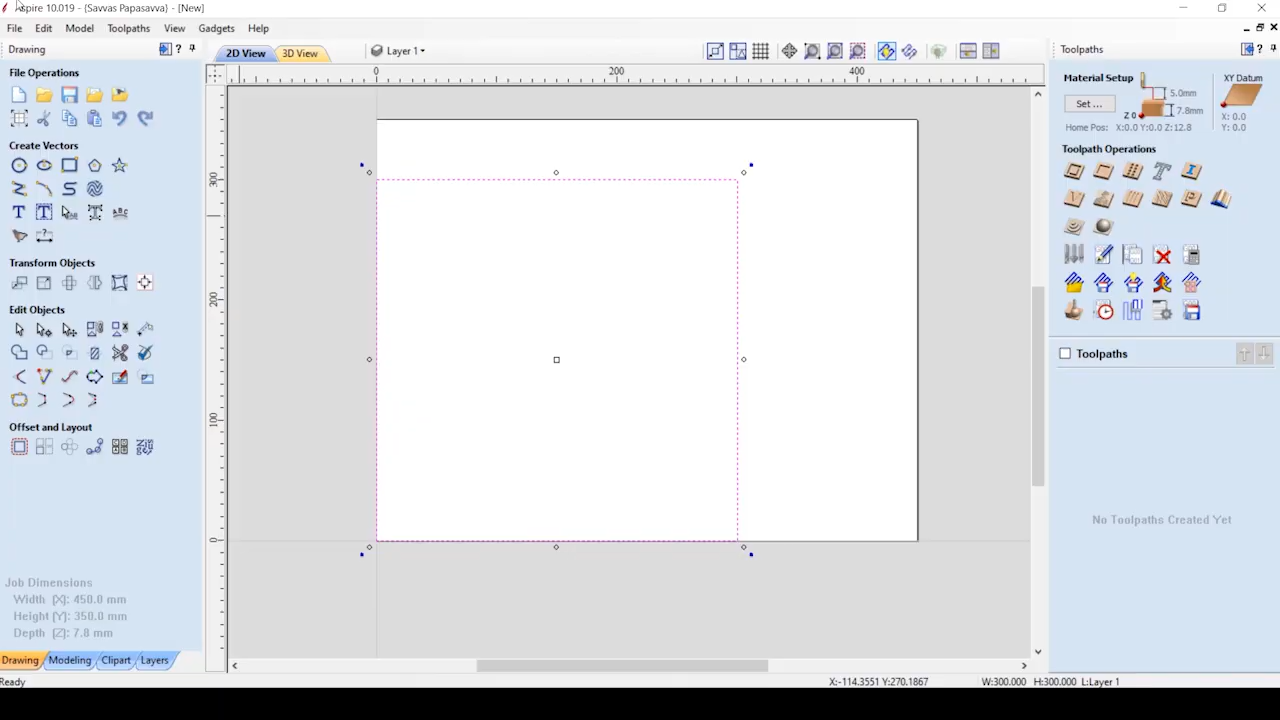 Aspire 10.019 - {Savvas Papasavva} - [New]
File Edit Model Toolpaths View Gadgets Help
Drawing
File Operations
Create Vectors
Transform Objects
Edit Objects
Offset and Layout
Job Dimensions
Width (X): 450.0 mm
Height (Y): 350.0 mm
Depth (Z): 7.8 mm
Drawing Modeling Clipart Layers
Ready
2D View 3D View Layer 1
0 200 400
300
200
100
0
Toolpaths
Material Setup
Set ...
5.0mm
7.8mm
Z 0
XY Datum
X: 0.0
Y: 0.0
Home Pos: X:0.0 Y:0.0 Z:12.8
Toolpath Operations
Toolpaths
No Toolpaths Created Yet
X:-114.3551 Y:270.1867 W:300.000 H:300.000 L:Layer 1